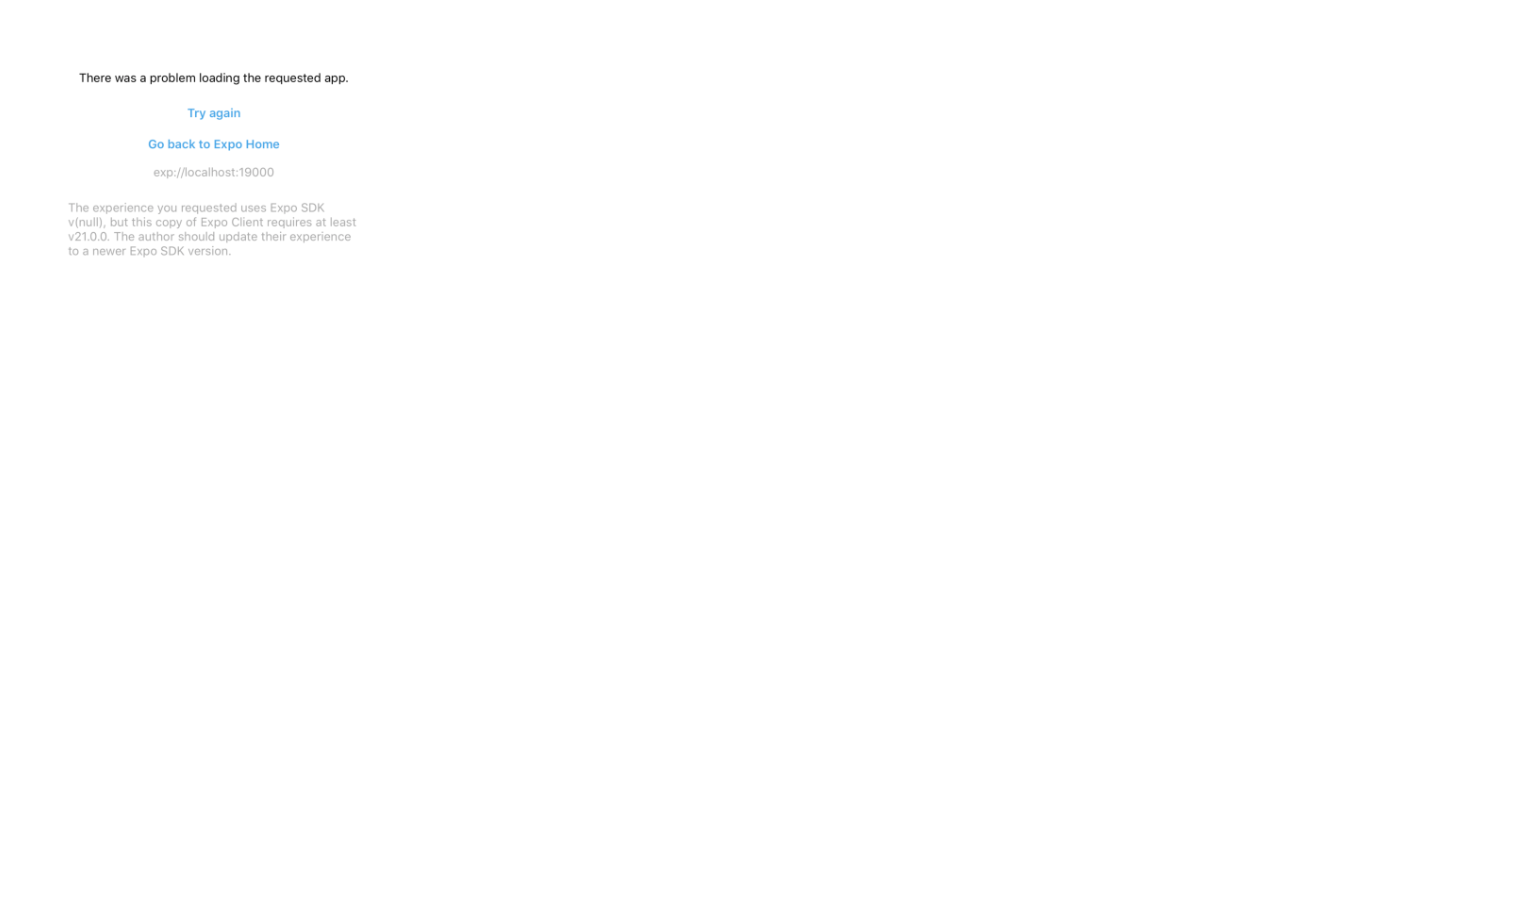 There was a problem loading the requested app.
Try again
Go back to Expo Home
exp://localhost:19000
The experience you requested uses Expo SDK
v(null), but this copy of Expo Client requires at least
v21.0.0. The author should update their experience
to a newer Expo SDK version.